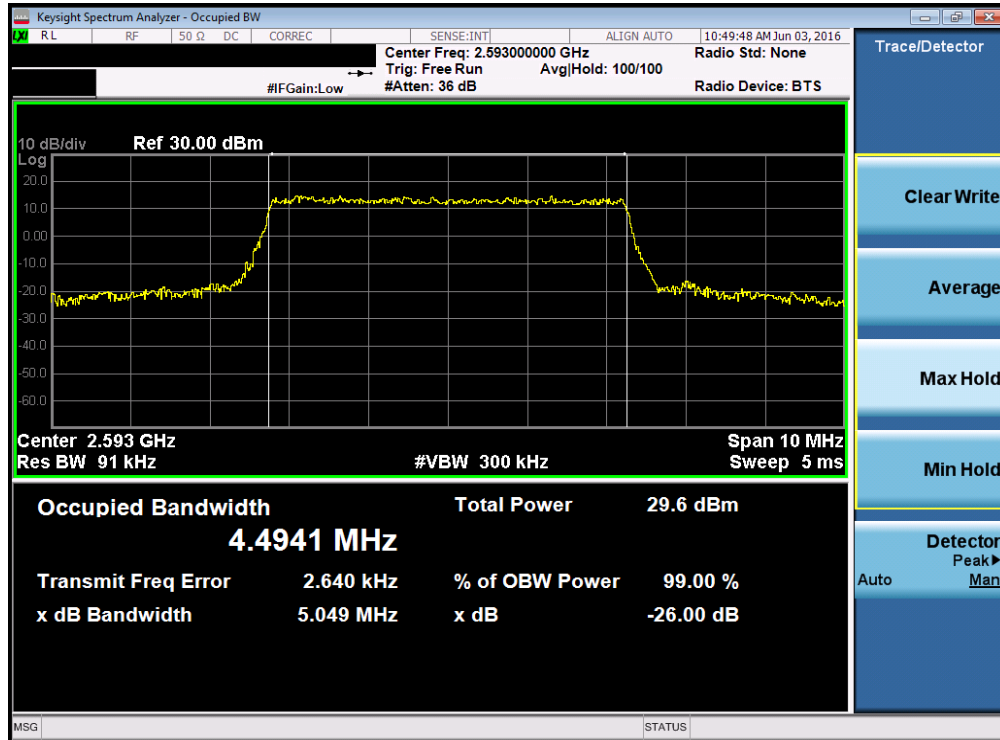 Keysight Spectrum Analyzer - Occupied BW
LXI RL RF 50 Ω DC CORREC SENSE:INT ALIGN AUTO 10:49:48 AM Jun 03, 2016
Center Freq: 2.593000000 GHz Radio Std: None
Trig: Free Run Avg|Hold: 100/100
#IFGain:Low #Atten: 36 dB Radio Device: BTS
Trace/Detector
10 dB/div Ref 30.00 dBm
Log
20.0
10.0
0.00
-10.0
-20.0
-30.0
-40.0
-50.0
-60.0
Center 2.593 GHz Span 10 MHz
Res BW 91 kHz #VBW 300 kHz Sweep 5 ms
Occupied Bandwidth Total Power 29.6 dBm
4.4941 MHz
Transmit Freq Error 2.640 kHz % of OBW Power 99.00 %
x dB Bandwidth 5.049 MHz x dB -26.00 dB
Clear Write
Average
Max Hold
Min Hold
Detector
Peak▶
Auto Man
MSG STATUS